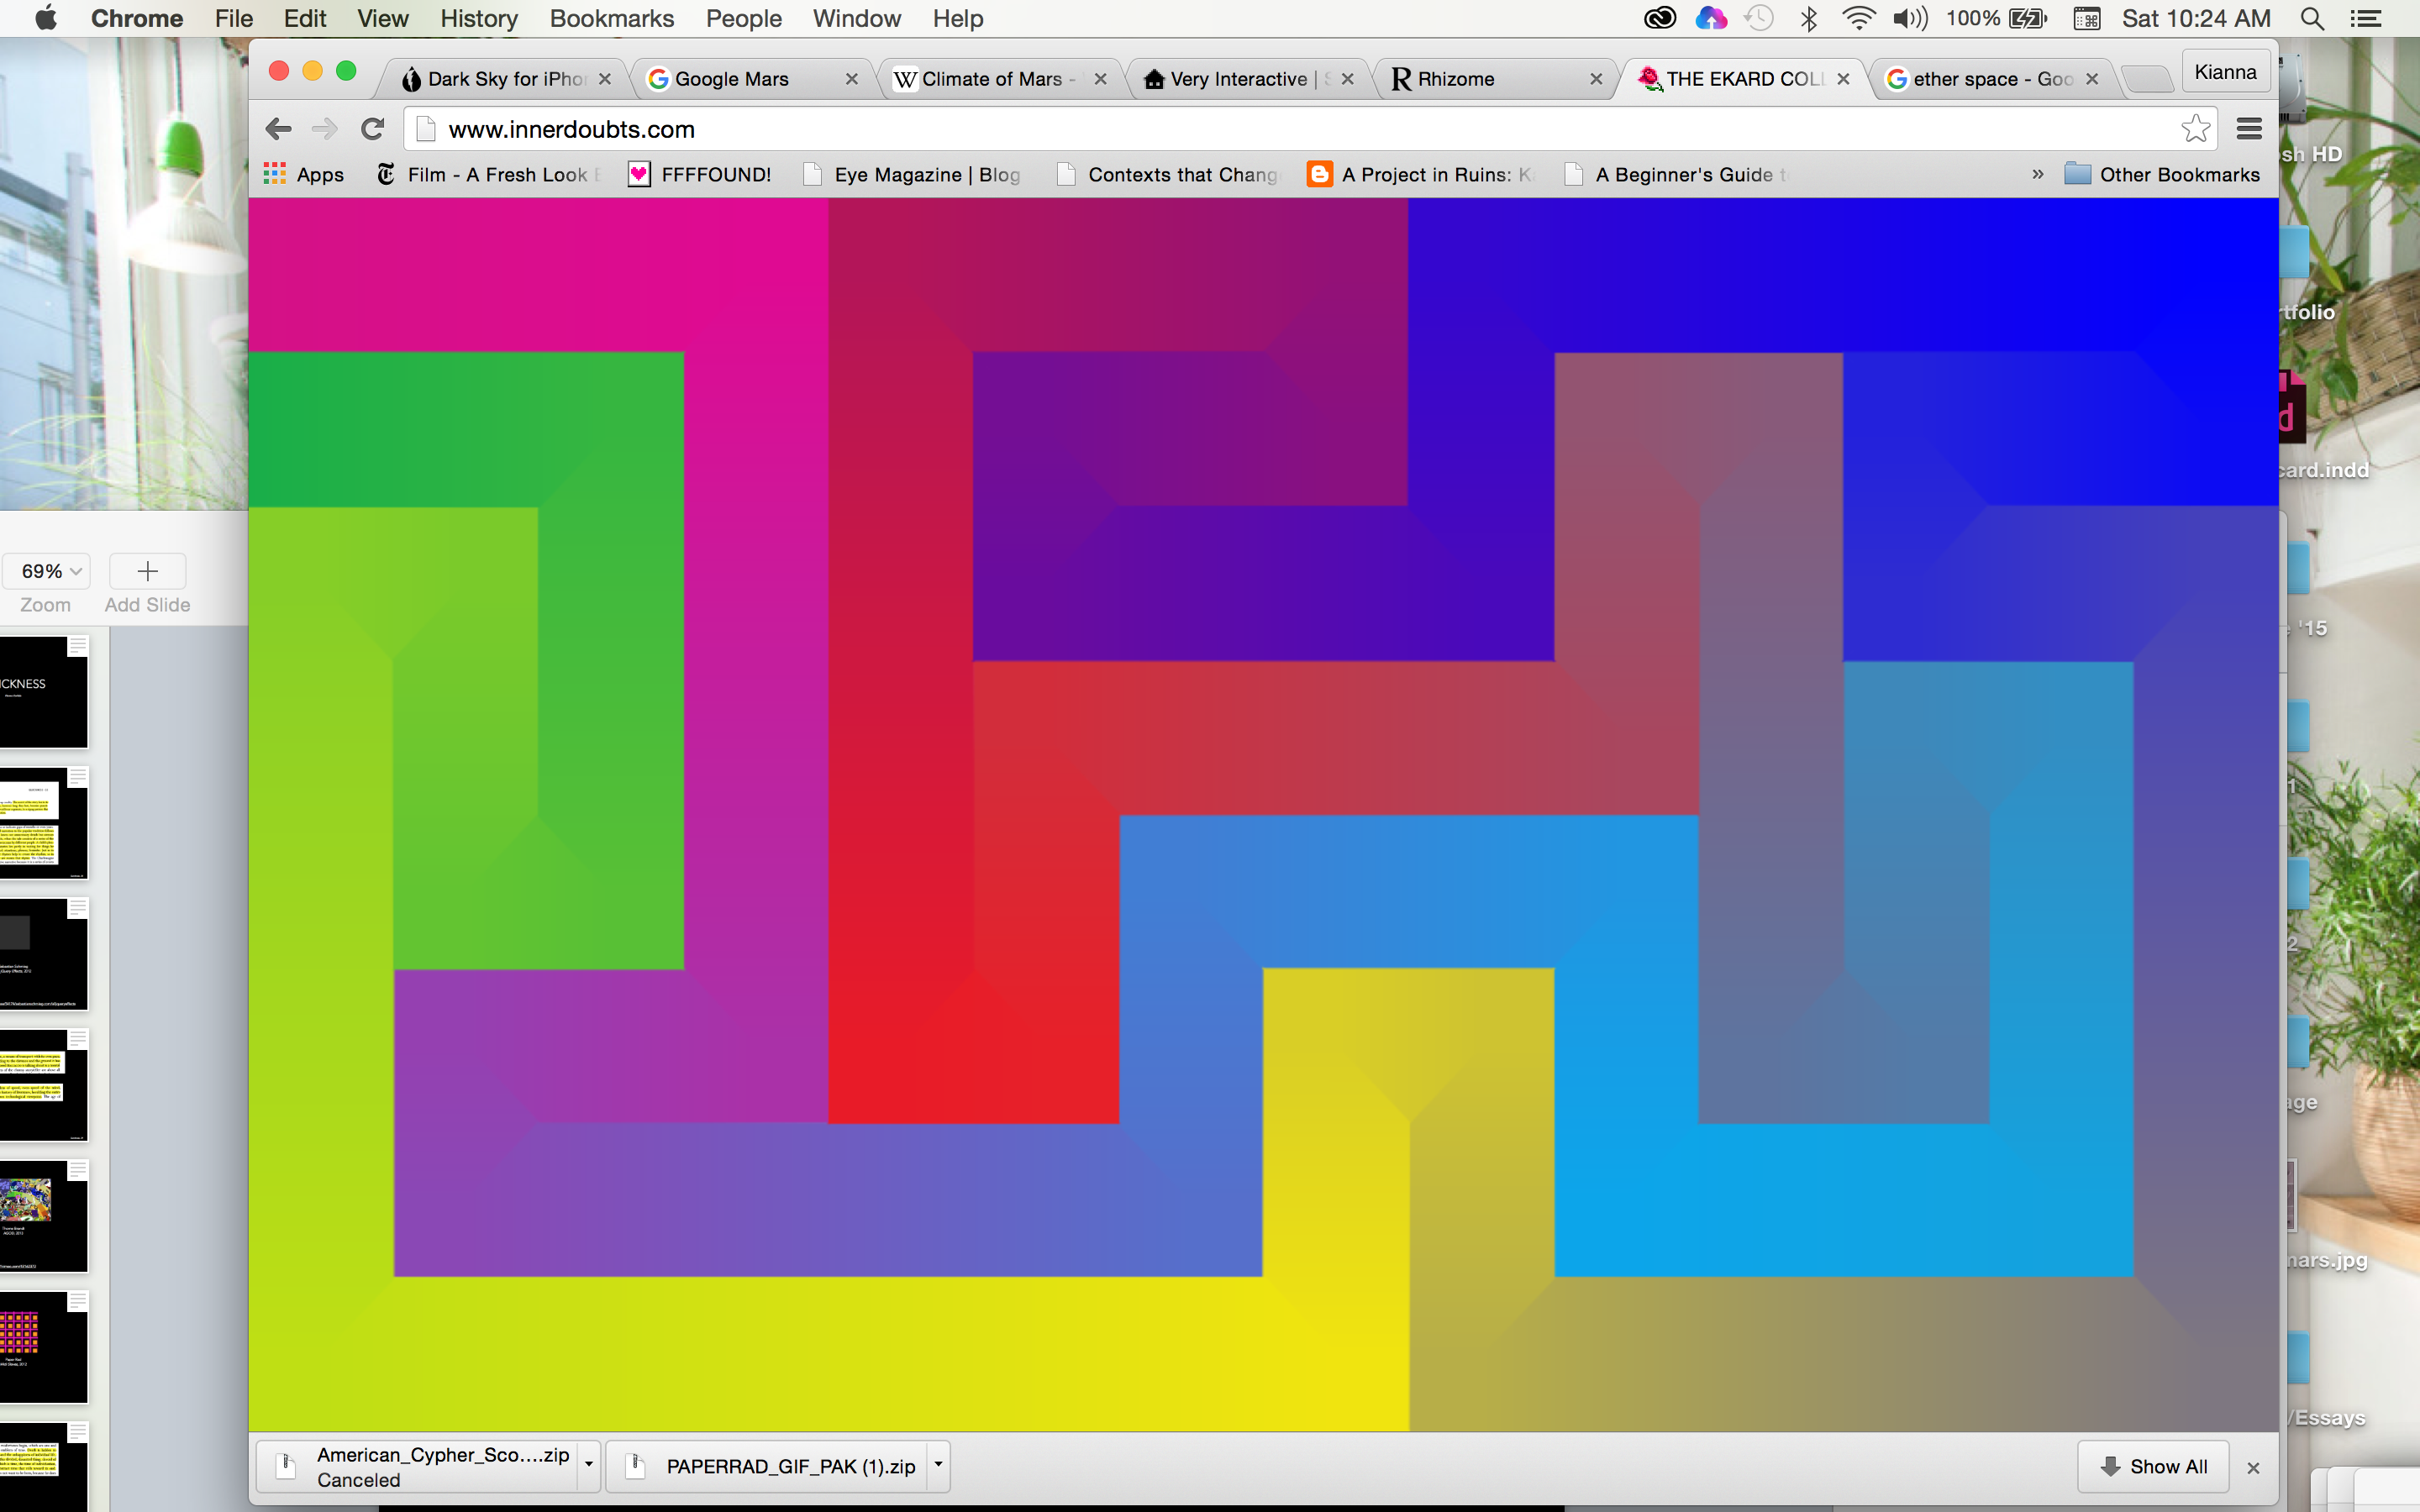 Chrome File Edit View History Bookmarks People Window Help 100% Sat 10:24 AM
Dark Sky for iPho Google Mars Climate of Mars - Very Interactive | S Rhizome THE EKARD COLL ether space - Goo Kianna
www.innerdoubts.com
Apps Film - A Fresh Look FFFFOUND! Eye Magazine | Blog Contexts that Chang A Project in Ruins: K A Beginner's Guide t » Other Bookmarks
sh HD
tfolio
card.indd
69%
Zoom Add Slide
'15
ICKNESS
1
2
age
mars.jpg
/Essays
American_Cypher_Sco....zip
Canceled
PAPERRAD_GIF_PAK (1).zip
Show All